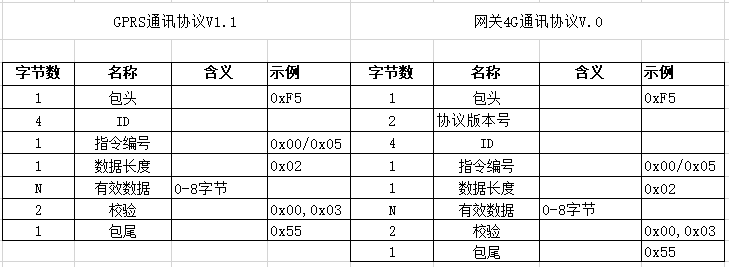 GPRS通讯协议V1.1 网关4G通讯协议V.0
字节数 名称 含义 示例 字节数 名称 含义 示例
1 包头 0xF5 1 包头 0xF5
4 ID 2 协议版本号
1 指令编号 0x00/0x05 4 ID
1 数据长度 0x02 1 指令编号 0x00/0x05
N 有效数据 0-8字节 1 数据长度 0x02
2 校验 0x00,0x03 N 有效数据 0-8字节
1 包尾 0x55 2 校验 0x00,0x03
1 包尾 0x55